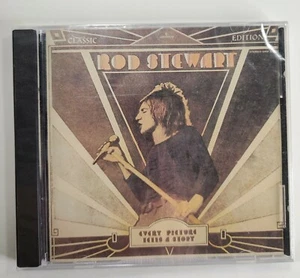 CLASSIC
EDITION
ROD STEWART
EVERY PICTURE
TELLS A STORY